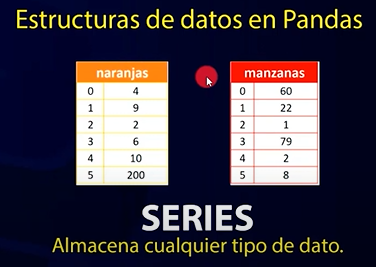 Estructuras de datos en Pandas
naranjas
0 4
1 9
2 2
3 6
4 10
5 200
manzanas
0 60
1 22
2 1
3 79
4 2
5 8
SERIES
Almacena cualquier tipo de dato.